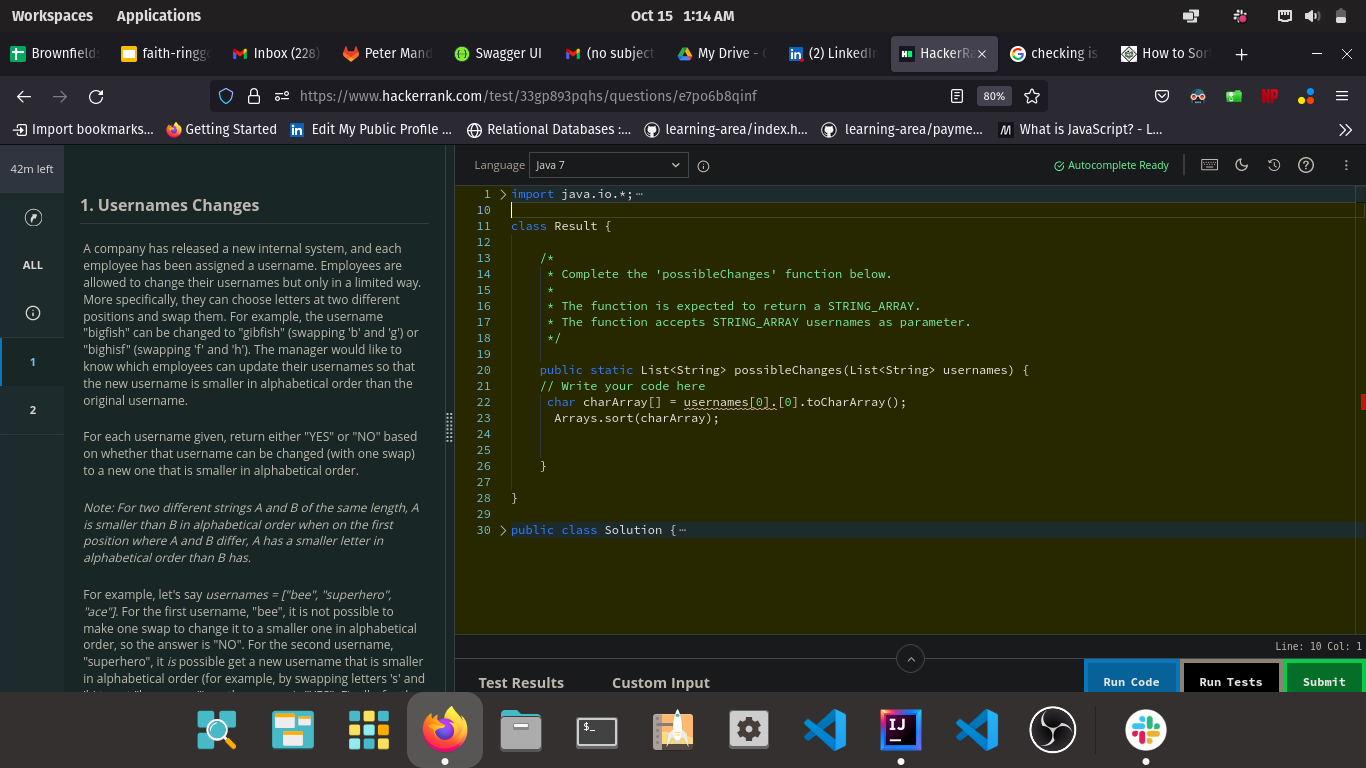 Workspaces Applications Oct 15 1:14 AM
Brownfield faith-ringg Inbox (228) Peter Mand Swagger UI (no subject My Drive - LinkedIn HackerRa checking is How to Sor
https://www.hackerrank.com/test/33gp893pqhs/questions/e7po6b8qinf 80%
Import bookmarks... Getting Started Edit My Public Profile ... Relational Databases :... learning-area/index.h... learning-area/payme... What is JavaScript? - L...
42m left
ALL
1
2
1. Usernames Changes
A company has released a new internal system, and each
employee has been assigned a username. Employees are
allowed to change their usernames but only in a limited way.
More specifically, they can choose letters at two different
positions and swap them. For example, the username
"bigfish" can be changed to "gibfish" (swapping 'b' and 'g') or
"bighisf" (swapping 'f' and 'h'). The manager would like to
know which employees can update their usernames so that
the new username is smaller in alphabetical order than the
original username.
For each username given, return either "YES" or "NO" based
on whether that username can be changed (with one swap)
to a new one that is smaller in alphabetical order.
Note: For two different strings A and B of the same length, A
is smaller than B in alphabetical order when on the first
position where A and B differ, A has a smaller letter in
alphabetical order than B has.
For example, let's say usernames = ["bee", "superhero",
"ace"]. For the first username, "bee", it is not possible to
make one swap to change it to a smaller one in alphabetical
order, so the answer is "NO". For the second username,
"superhero", it is possible get a new username that is smaller
in alphabetical order (for example, by swapping letters 's' and
Language Java 7 Autocomplete Ready
1 import java.io.*;
10
11 class Result {
12
13 /*
14 * Complete the 'possibleChanges' function below.
15 *
16 * The function is expected to return a STRING_ARRAY.
17 * The function accepts STRING_ARRAY usernames as parameter.
18 */
19
20 public static List<String> possibleChanges(List<String> usernames) {
21 // Write your code here
22 char charArray[] = usernames[0].[0].toCharArray();
23 Arrays.sort(charArray);
24
25
26 }
27
28 }
29
30 public class Solution {
Line: 10 Col: 1
Test Results Custom Input Run Code Run Tests Submit